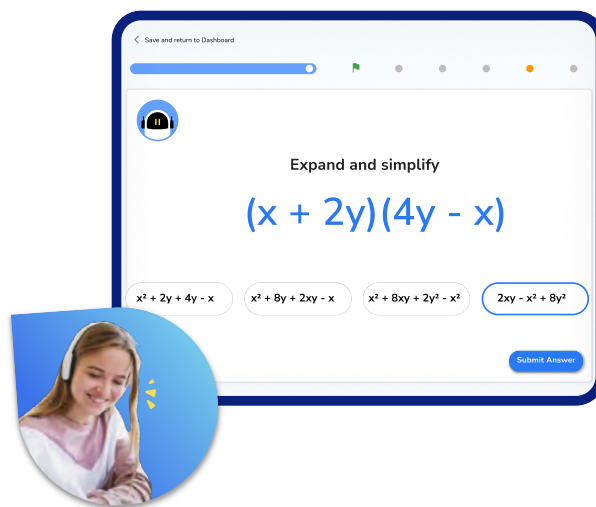 Save and return to Dashboard
Expand and simplify
(x + 2y)(4y - x)
x² + 2y + 4y - x
x² + 8y + 2xy - x
x² + 8xy + 2y² - x²
2xy - x² + 8y²
Submit Answer